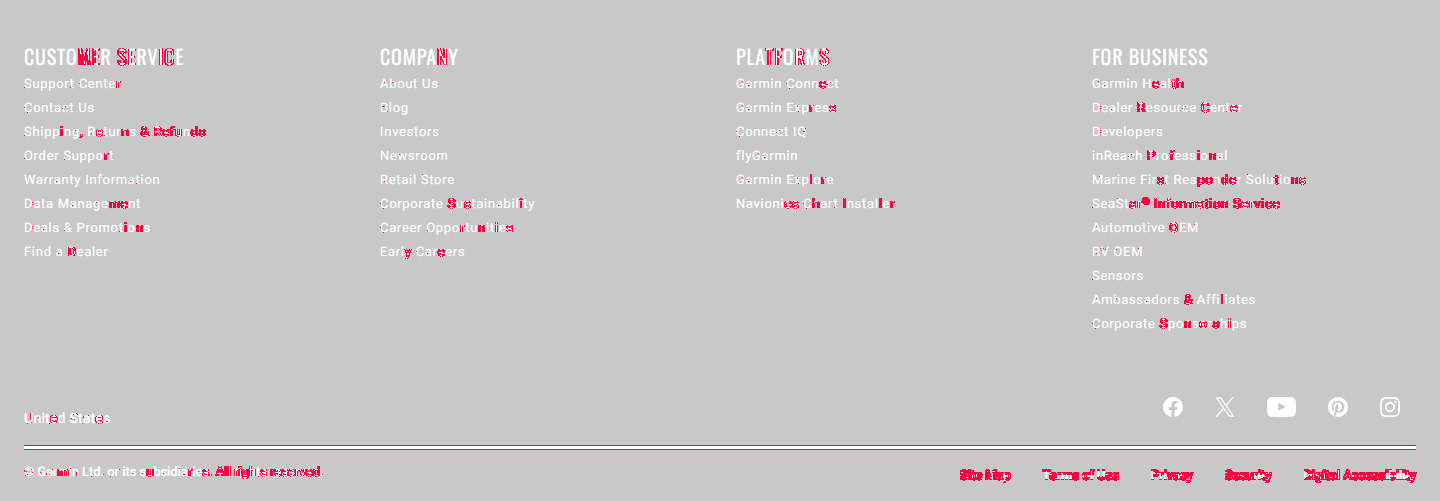 CUSTOMER SERVICE
Support Center
Contact Us
Shipping, Returns & Refunds
Order Support
Warranty Information
Data Management
Deals & Promotions
Find a Dealer
COMPANY
About Us
Blog
Investors
Newsroom
Retail Store
Corporate Sustainability
Career Opportunities
Early Careers
PLATFORMS
Garmin Connect
Garmin Express
Connect IQ
flyGarmin
Garmin Explore
Navionics Chart Installer
FOR BUSINESS
Garmin Health
Dealer Resource Center
Developers
inReach Professional
Marine First Responder Solutions
SeaStar® Information Service
Automotive OEM
RV OEM
Sensors
Ambassadors & Affiliates
Corporate Sponsorships
United States
© Garmin Ltd. or its subsidiaries. All rights reserved.
Site Map Terms of Use Privacy Security Digital Accessibility